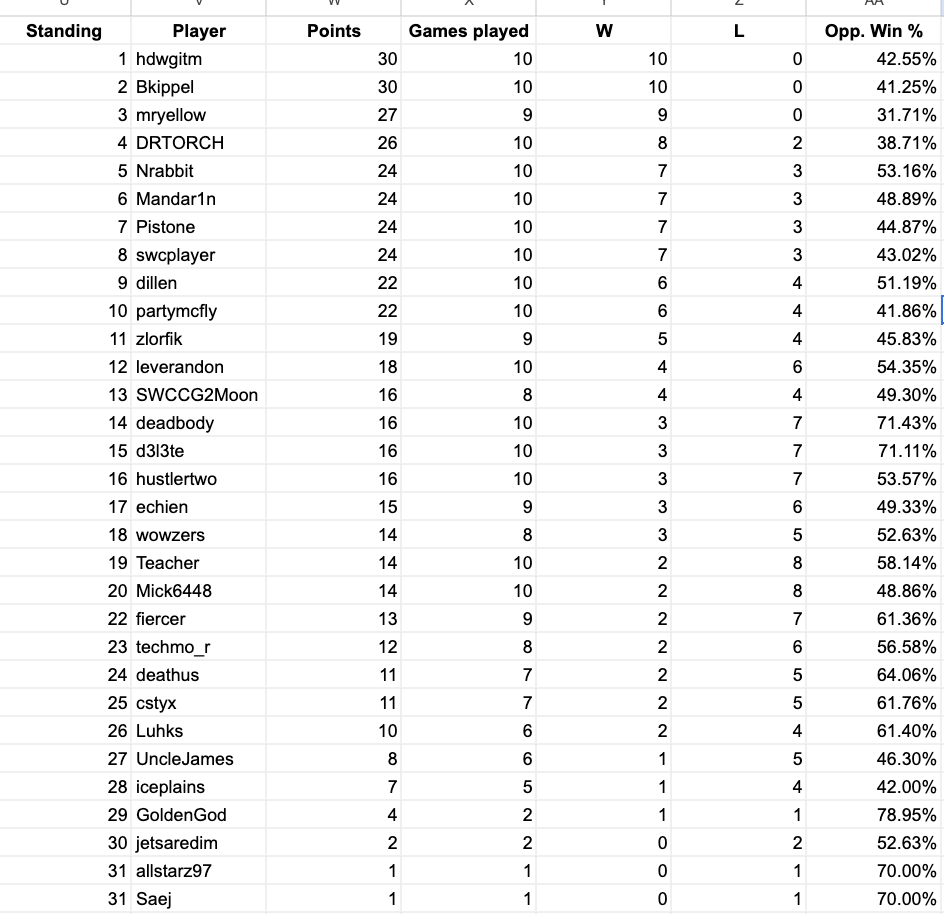 U V W X Y Z AA
Standing Player Points Games played W L Opp. Win %
1 hdwgitm 30 10 10 0 42.55%
2 Bkippel 30 10 10 0 41.25%
3 mryellow 27 9 9 0 31.71%
4 DRTORCH 26 10 8 2 38.71%
5 Nrabbit 24 10 7 3 53.16%
6 Mandar1n 24 10 7 3 48.89%
7 Pistone 24 10 7 3 44.87%
8 swcplayer 24 10 7 3 43.02%
9 dillen 22 10 6 4 51.19%
10 partymcfly 22 10 6 4 41.86%
11 zlorfik 19 9 5 4 45.83%
12 leverandon 18 10 4 6 54.35%
13 SWCCG2Moon 16 8 4 4 49.30%
14 deadbody 16 10 3 7 71.43%
15 d3l3te 16 10 3 7 71.11%
16 hustlertwo 16 10 3 7 53.57%
17 echien 15 9 3 6 49.33%
18 wowzers 14 8 3 5 52.63%
19 Teacher 14 10 2 8 58.14%
20 Mick6448 14 10 2 8 48.86%
22 fiercer 13 9 2 7 61.36%
23 techmo_r 12 8 2 6 56.58%
24 deathus 11 7 2 5 64.06%
25 cstyx 11 7 2 5 61.76%
26 Luhks 10 6 2 4 61.40%
27 UncleJames 8 6 1 5 46.30%
28 iceplains 7 5 1 4 42.00%
29 GoldenGod 4 2 1 1 78.95%
30 jetsaredim 2 2 0 2 52.63%
31 allstarz97 1 1 0 1 70.00%
31 Saej 1 1 0 1 70.00%